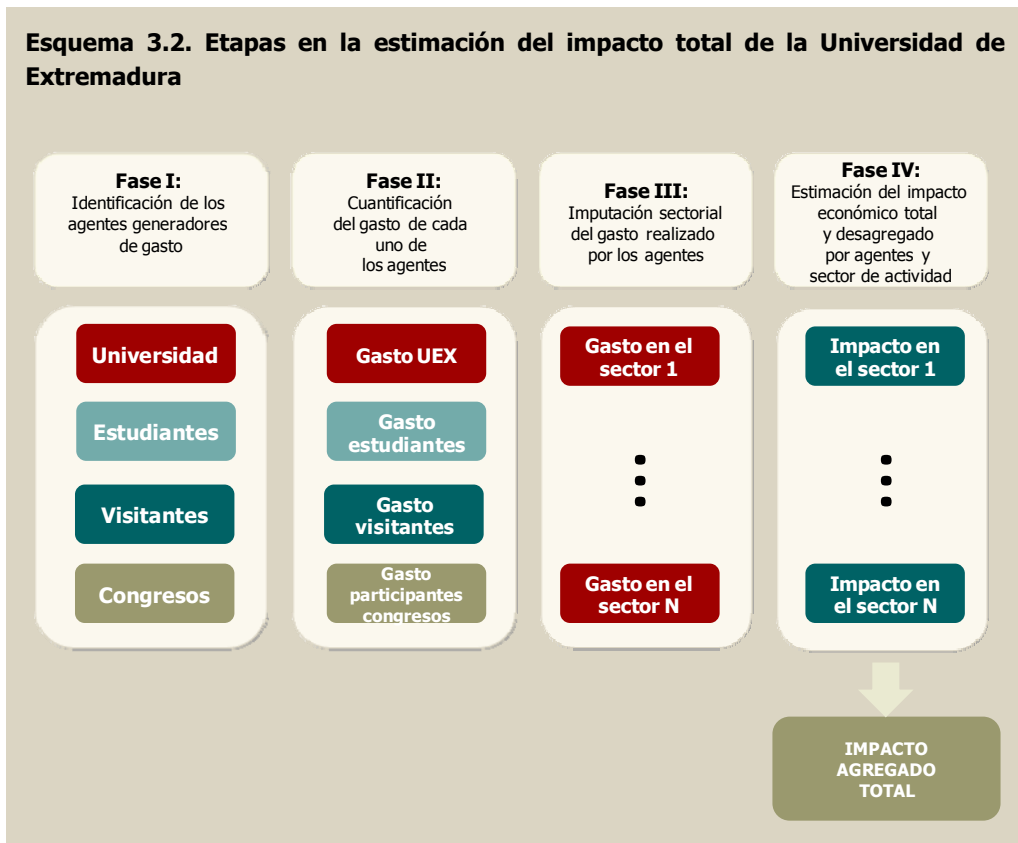 Esquema 3.2. Etapas en la estimación del impacto total de la Universidad de
Extremadura
Fase I:
Identificación de los
agentes generadores
de gasto
Fase II:
Cuantificación
del gasto de cada
uno de
los agentes
Fase III:
Imputación sectorial
del gasto realizado
por los agentes
Fase IV:
Estimación del impacto
económico total
y desagregado
por agentes y
sector de actividad
Universidad
Estudiantes
Visitantes
Congresos
Gasto UEX
Gasto
estudiantes
Gasto
visitantes
Gasto
participantes
congresos
Gasto en el
sector 1
Gasto en el
sector N
Impacto en
el sector 1
Impacto en
el sector N
IMPACTO
AGREGADO
TOTAL